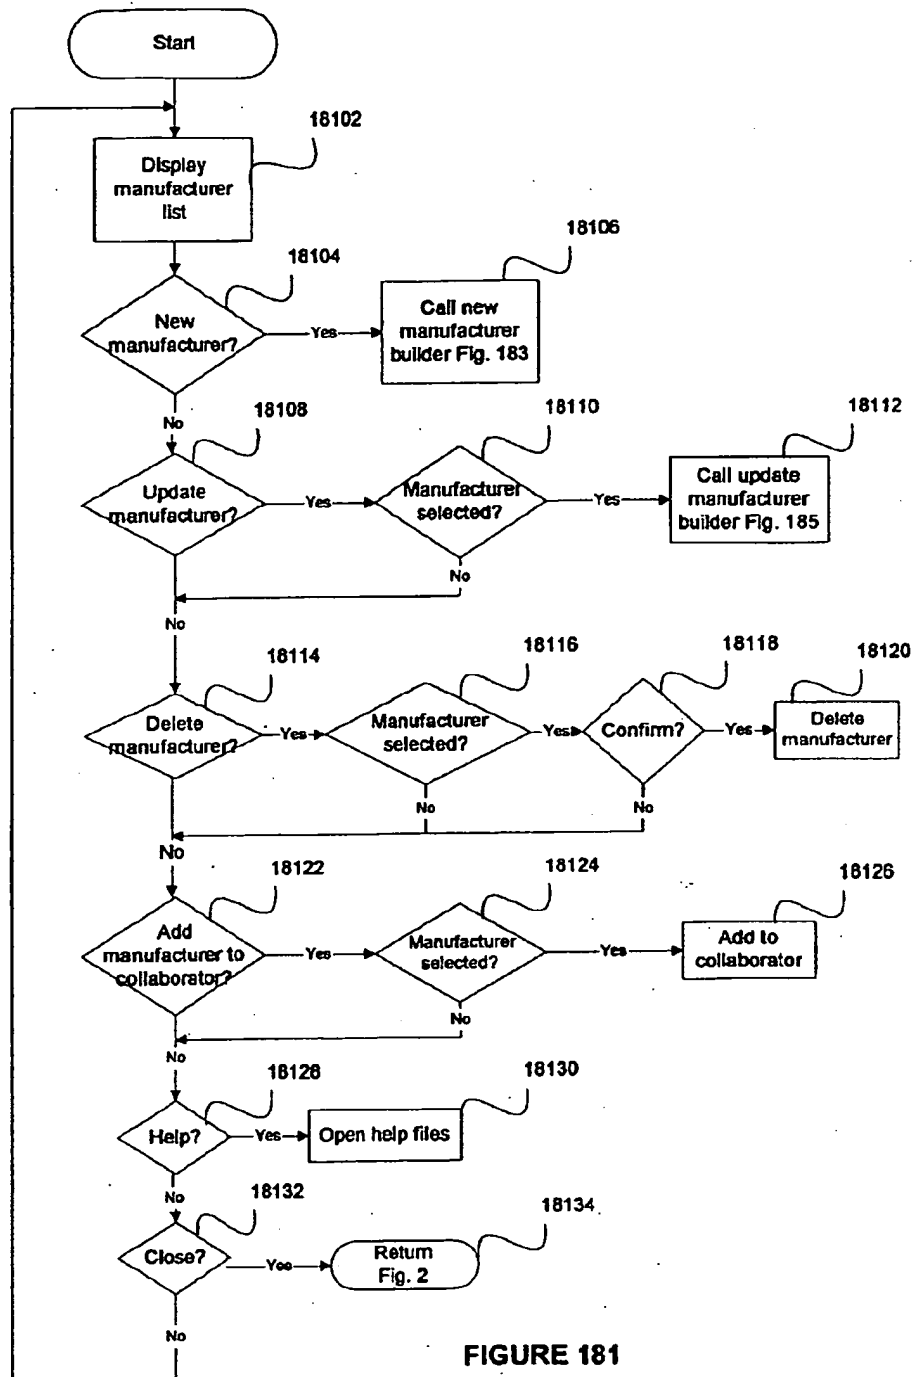 Start
18102
Display
manufacturer
list
18104
New
manufacturer?
Yes
18106
Call new
manufacturer
builder Fig. 183
No
18108
Update
manufacturer?
Yes
18110
Manufacturer
selected?
Yes
18112
Call update
manufacturer
builder Fig. 185
No
No
18114
Delete
manufacturer?
Yes
18116
Manufacturer
selected?
Yes
18118
Confirm?
Yes
18120
Delete
manufacturer
No
No
No
18122
Add
manufacturer to
collaborator?
Yes
18124
Manufacturer
selected?
Yes
18126
Add to
collaborator
No
No
18128
Help?
Yes
18130
Open help files
No
18132
Close?
Yes
18134
Return
Fig. 2
No
FIGURE 181